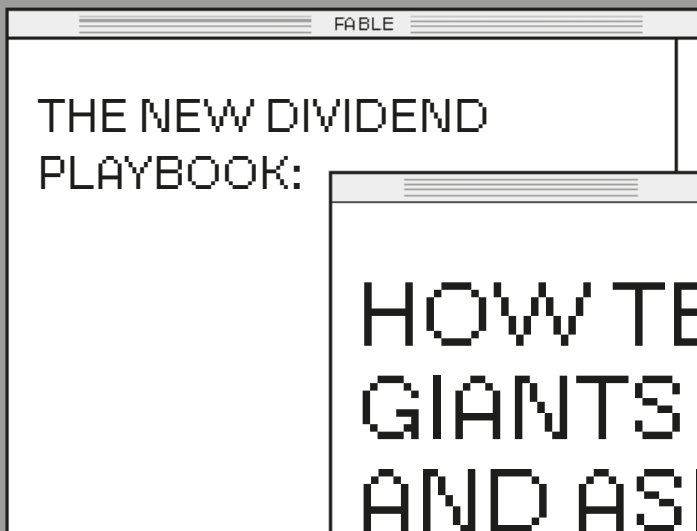 FABLE
THE NEW DIVIDEND
PLAYBOOK:
HOW
GIANTS
AND